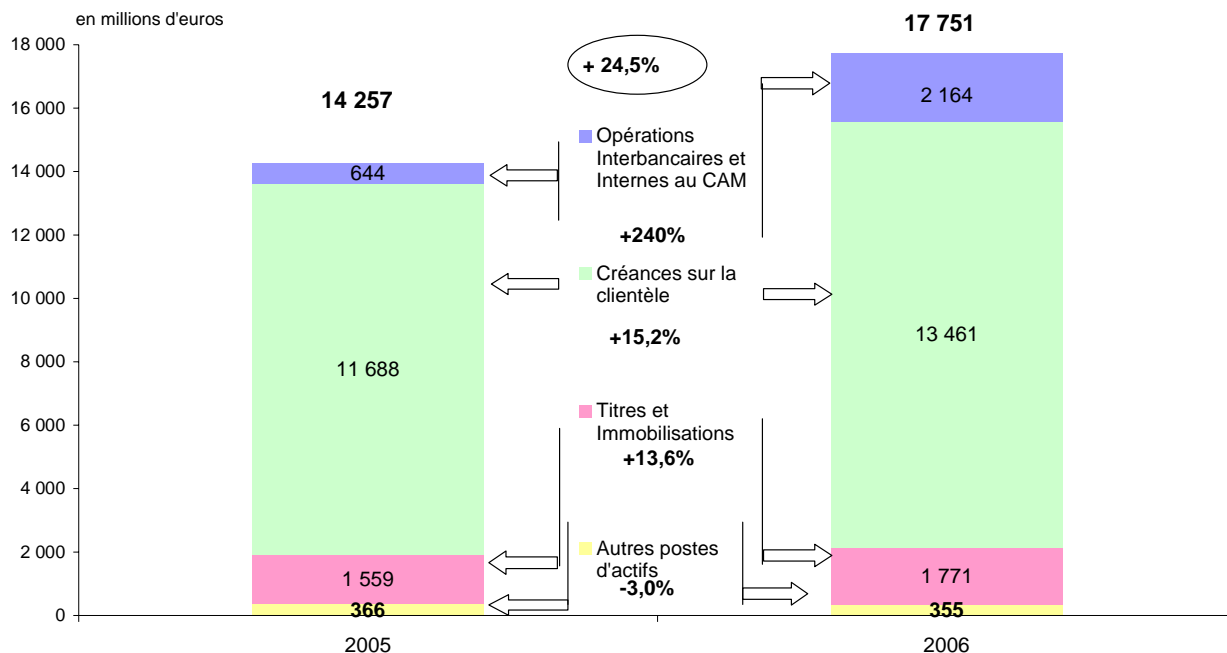 en millions d'euros
17 751
18 000
+ 24,5%
16 000
14 257
2 164
14 000
644
Opérations
Interbancaires et
Internes au CAM
12 000
+240%
10 000
Créances sur la
clientèle
8 000
+15,2%
11 688
13 461
6 000
Titres et
Immobilisations
+13,6%
4 000
2 000
Autres postes
d'actifs
-3,0%
1 559
1 771
0
366
355
2005
2006